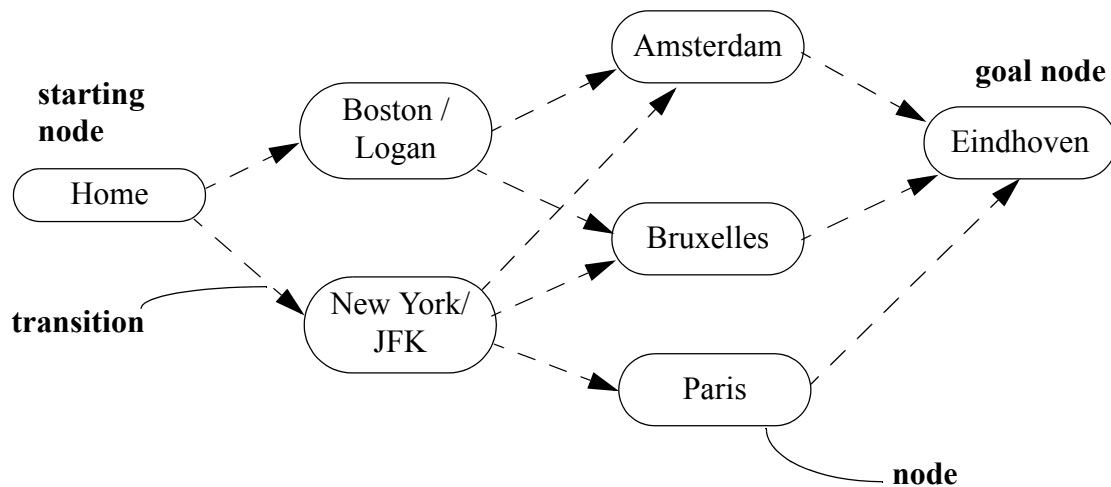 Amsterdam
goal node
starting
node
Boston /
Logan
Eindhoven
Home
Bruxelles
New York/
JFK
transition
Paris
node